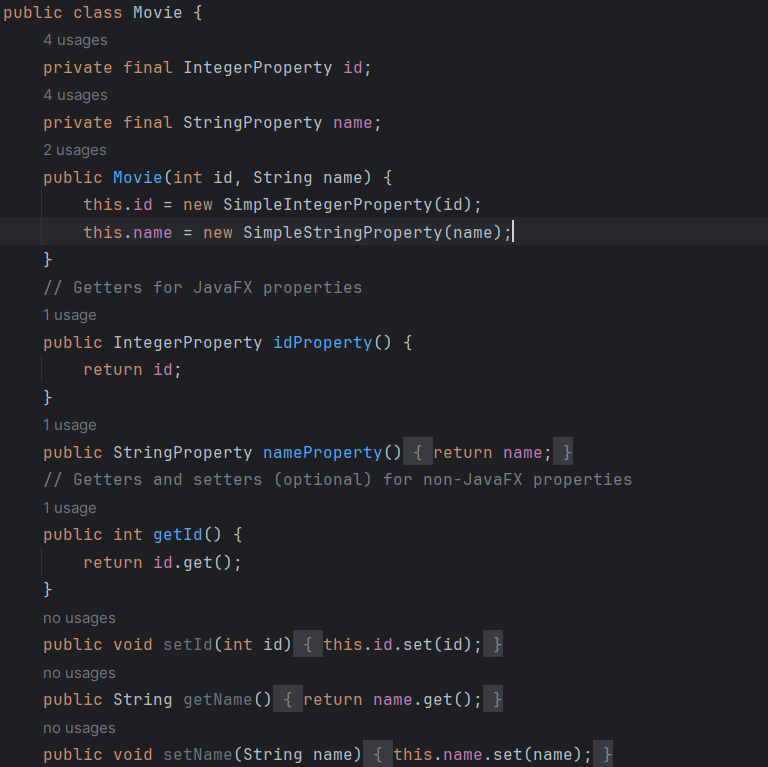 public class Movie {
4 usages
private final IntegerProperty id;
4 usages
private final StringProperty name;
2 usages
public Movie(int id, String name) {
this.id = new SimpleIntegerProperty(id);
this.name = new SimpleStringProperty(name);
}
// Getters for JavaFX properties
1 usage
public IntegerProperty idProperty() {
return id;
}
1 usage
public StringProperty nameProperty() { return name; }
// Getters and setters (optional) for non-JavaFX properties
1 usage
public int getId() {
return id.get();
}
no usages
public void setId(int id) { this.id.set(id); }
no usages
public String getName() { return name.get(); }
no usages
public void setName(String name) { this.name.set(name); }